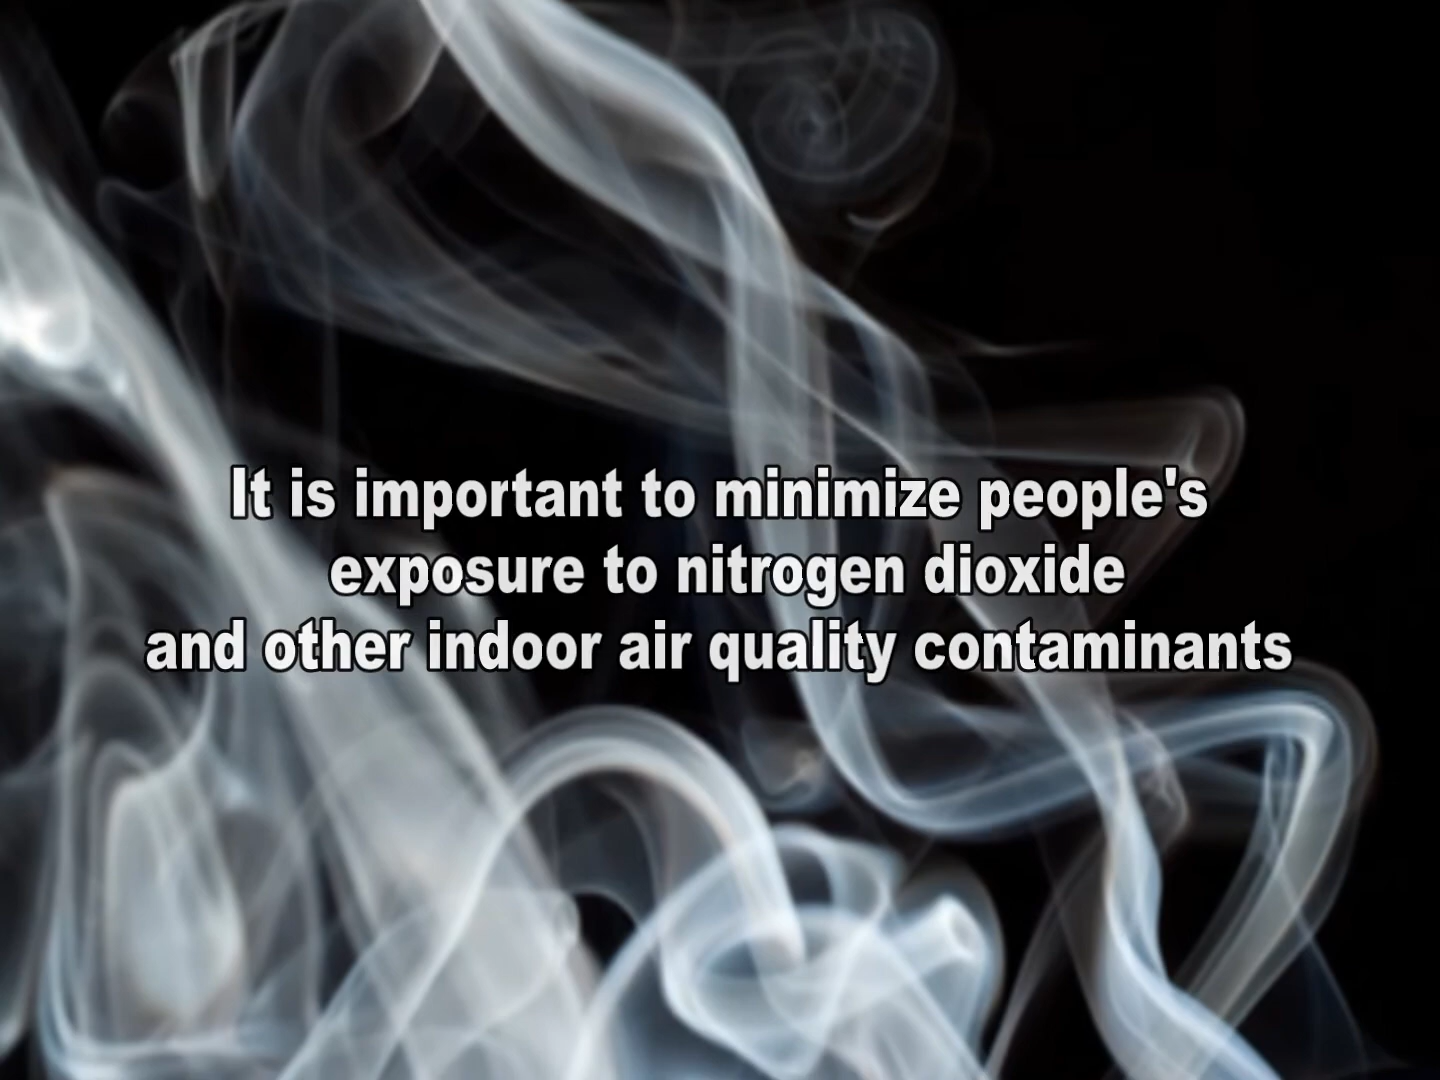 It is important to minimize people's
exposure to nitrogen dioxide
and other indoor air quality contaminants